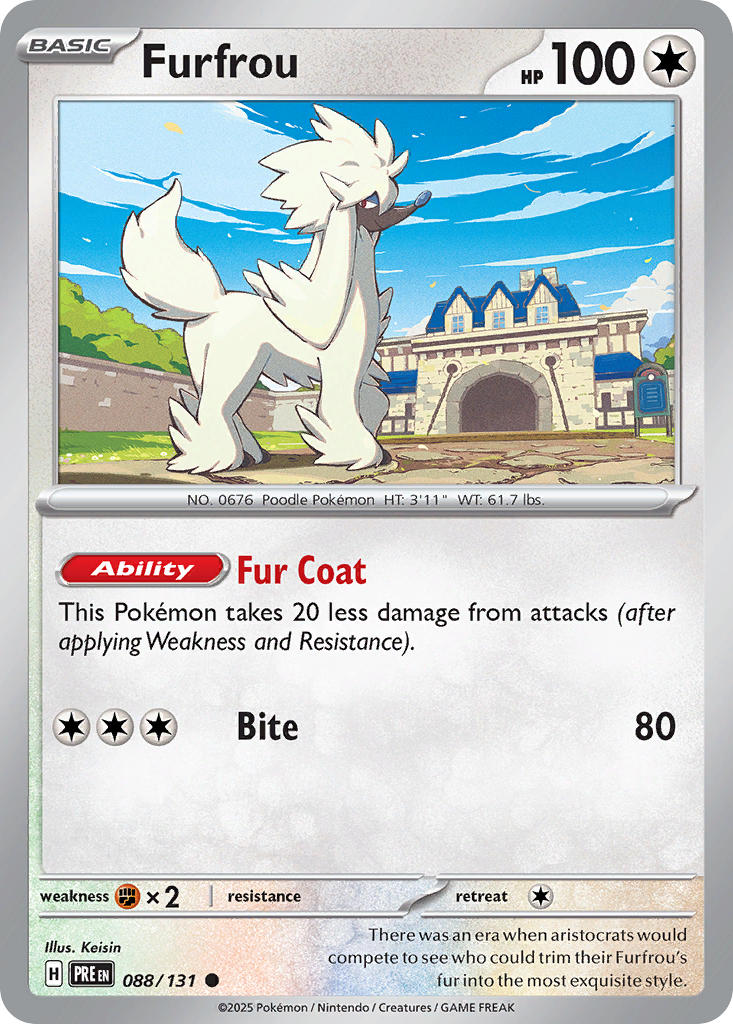 BASIC
Furfrou
HP 100
NO. 0676 Poodle Pokémon HT: 3'11" WT: 61.7 lbs.
Ability Fur Coat
This Pokémon takes 20 less damage from attacks (after
applying Weakness and Resistance).
Bite 80
weakness ×2 resistance retreat
Illus. Keisin
There was an era when aristocrats would
compete to see who could trim their Furfrou's
fur into the most exquisite style.
H PRE EN 088/131
©2025 Pokémon / Nintendo / Creatures / GAME FREAK